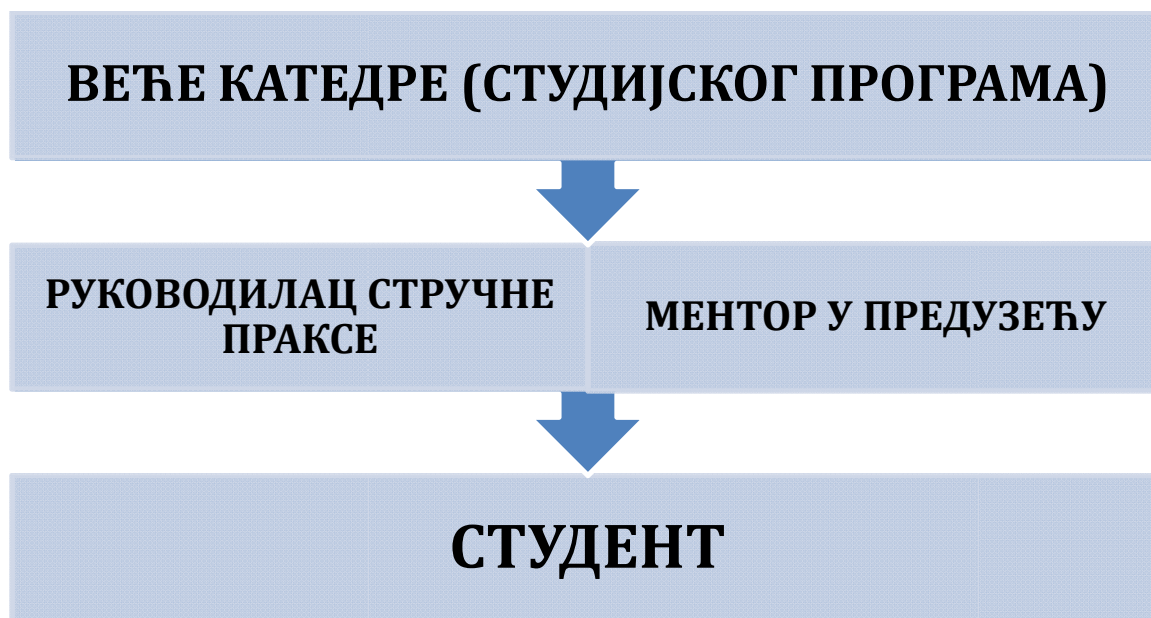 ВЕЋЕ КАТЕДРЕ (СТУДИЈСКОГ ПРОГРАМА)
РУКОВОДИЛАЦ СТРУЧНЕ
ПРАКСЕ
МЕНТОР У ПРЕДУЗЕЋУ
СТУДЕНТ